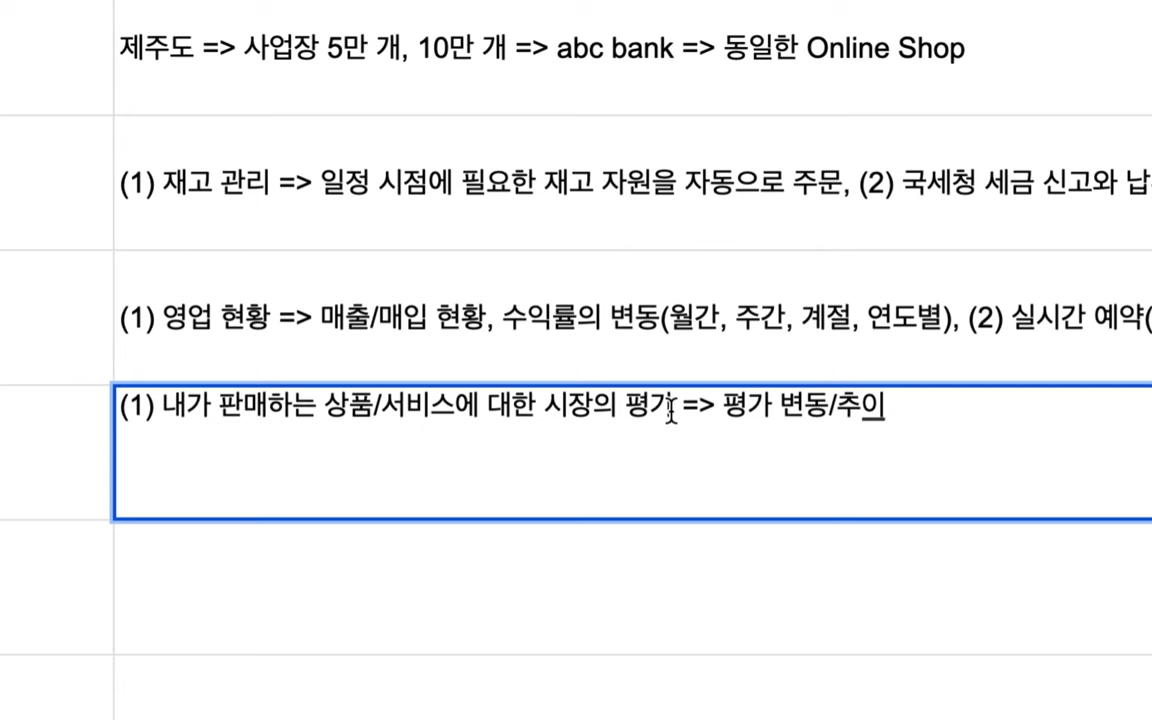 제주도 => 사업장 5만 개, 10만 개 => abc bank => 동일한 Online Shop
(1) 재고 관리 => 일정 시점에 필요한 재고 자원을 자동으로 주문, (2) 국세청 세금 신고와 납
(1) 영업 현황 => 매출/매입 현황, 수익률의 변동(월간, 주간, 계절, 연도별), (2) 실시간 예약(
(1) 내가 판매하는 상품/서비스에 대한 시장의 평가 => 평가 변동/추이